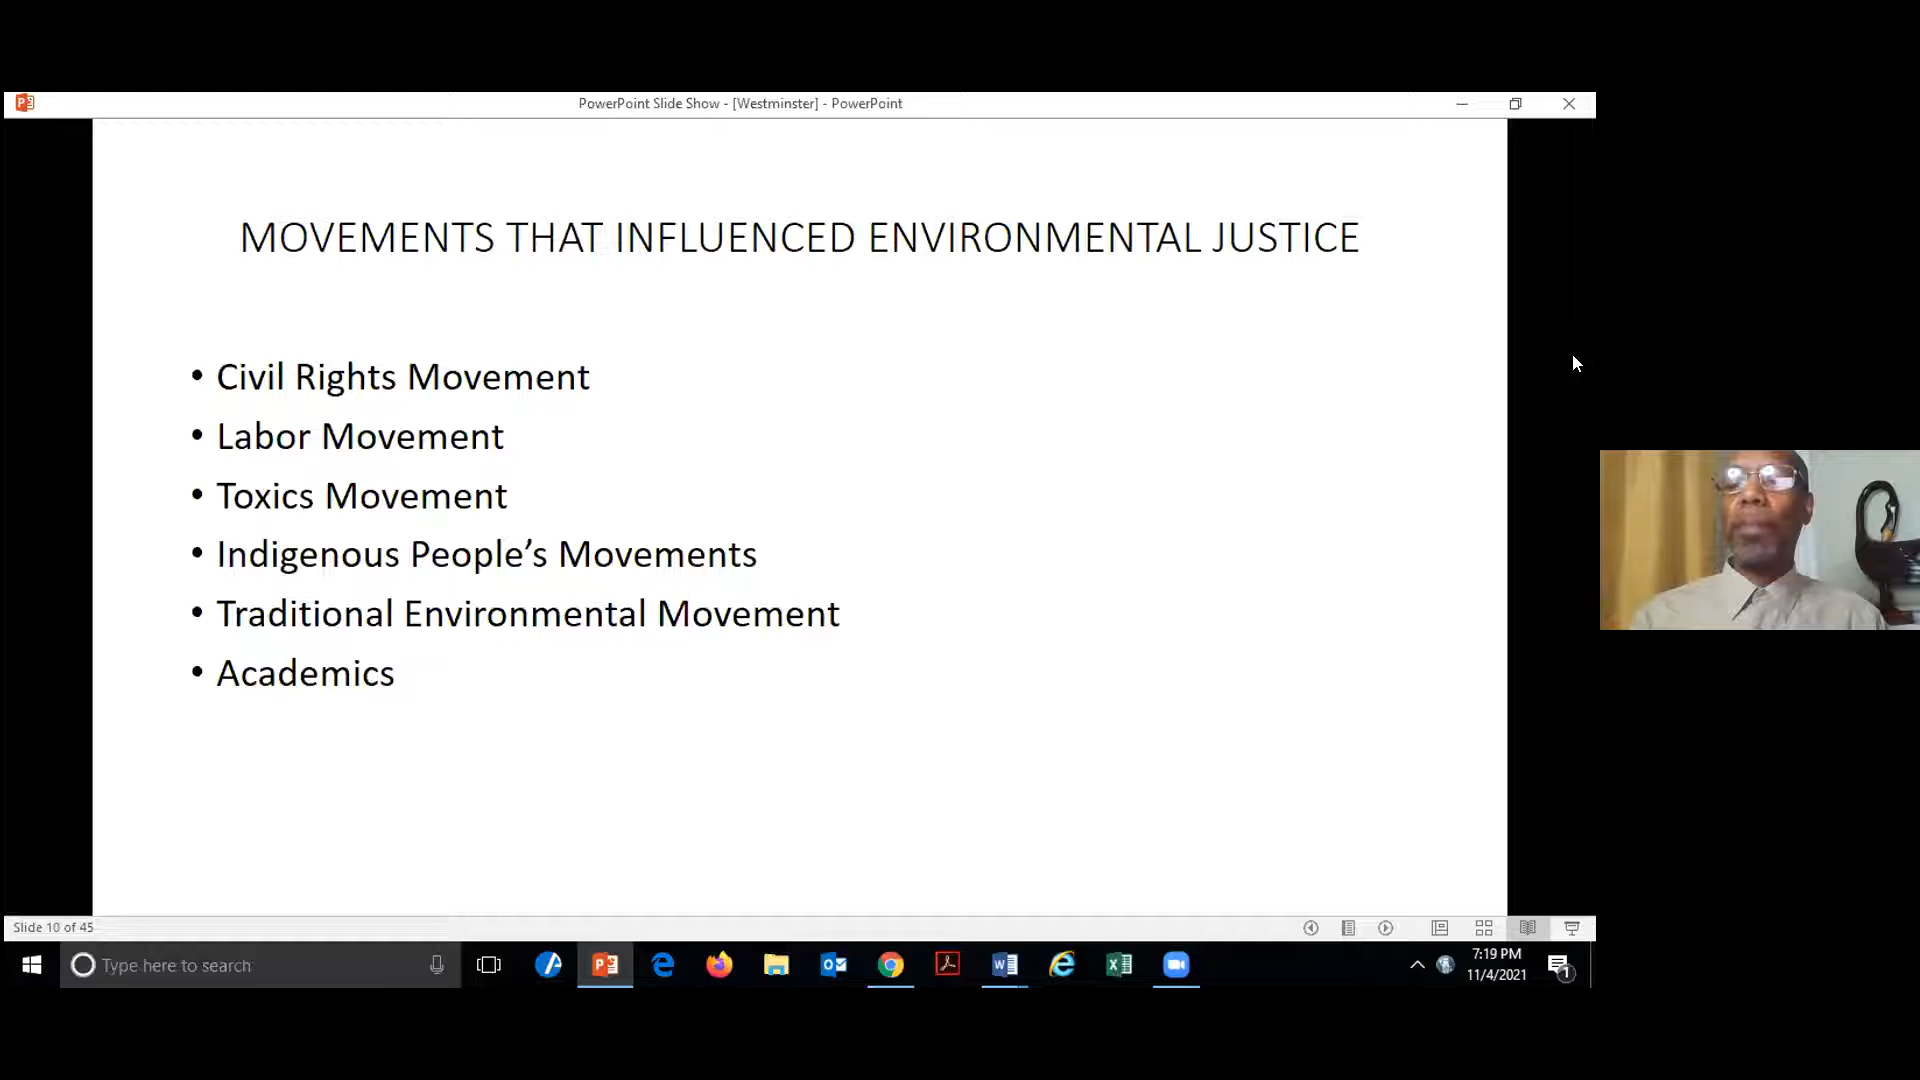 PowerPoint Slide Show - [Westminster] - PowerPoint
MOVEMENTS THAT INFLUENCED ENVIRONMENTAL JUSTICE
• Civil Rights Movement
• Labor Movement
• Toxics Movement
• Indigenous People’s Movements
• Traditional Environmental Movement
• Academics
Slide 10 of 45
Type here to search
7:19 PM
11/4/2021
1